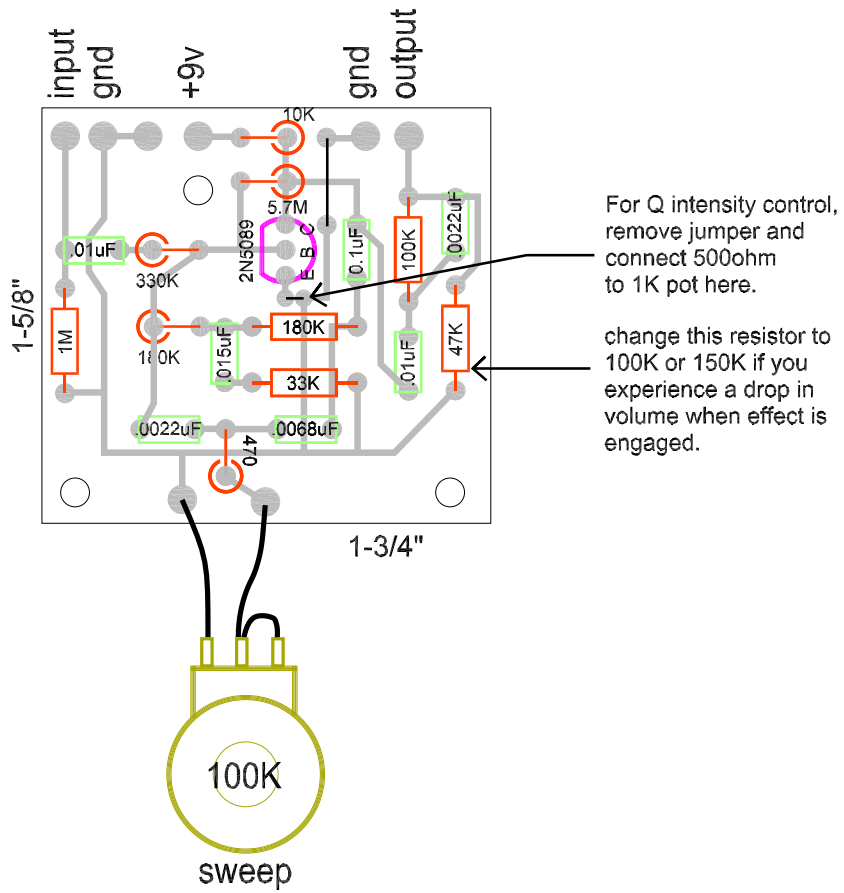 input
gnd
+9v
gnd
output
10K
5.7M
2N5089
C
B
E
.01uF
330K
0.1uF
100K
.0022uF
For Q intensity control,
remove jumper and
connect 500ohm
to 1K pot here.
1-5/8"
1M
180K
.015uF
180K
33K
.01uF
47K
change this resistor to
100K or 150K if you
experience a drop in
volume when effect is
engaged.
.0022uF
470
.0068uF
1-3/4"
100K
sweep